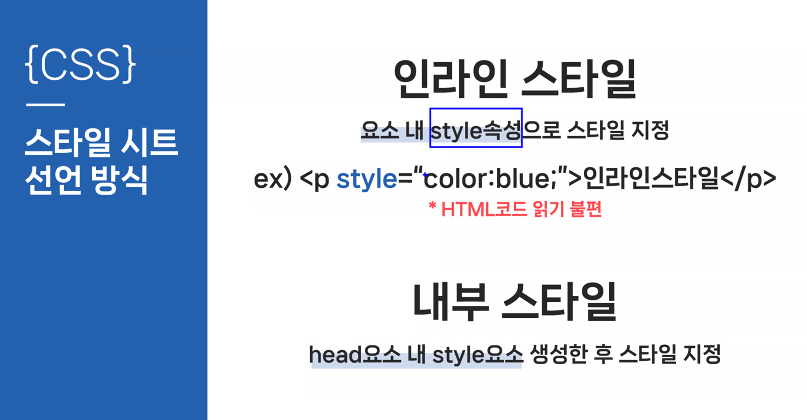 {CSS}
스타일 시트
선언 방식
인라인 스타일
요소 내 style속성으로 스타일 지정
ex) <p style=“color:blue;”>인라인스타일</p>
* HTML코드 읽기 불편
내부 스타일
head요소 내 style요소 생성한 후 스타일 지정